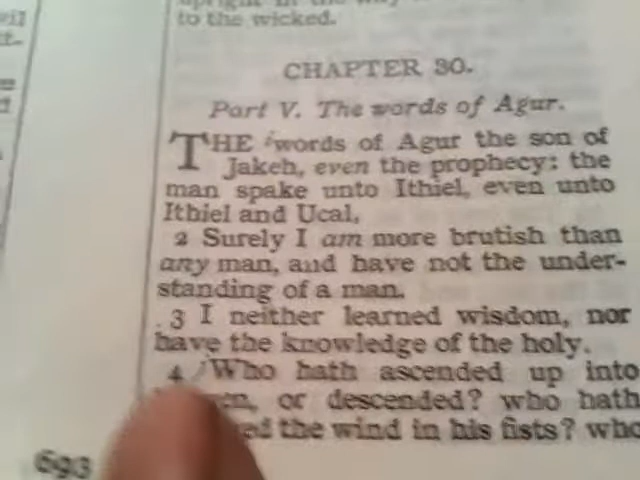 to the wicked.
CHAPTER 30.
Part V. The words of Agur.
THE words of Agur the son of
Jakeh, even the prophecy: the
man spake unto Ithiel, even unto
Ithiel and Ucal,
2 Surely I am more brutish than
any man, and have not the under-
standing of a man.
3 I neither learned wisdom, nor
have the knowledge of the holy.
4 Who hath ascended up into
or descended? who hath
the wind in his fists? who
693